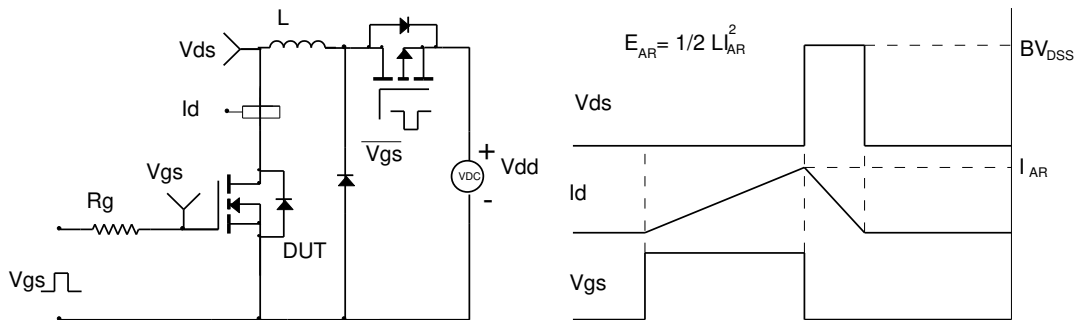 L
Vds
Id
Vgs
Rg
DUT
Vgs
Vgs
+
VDC
Vdd
-
E_AR = 1/2 LI_AR^2
BV_DSS
Vds
I_AR
Id
Vgs